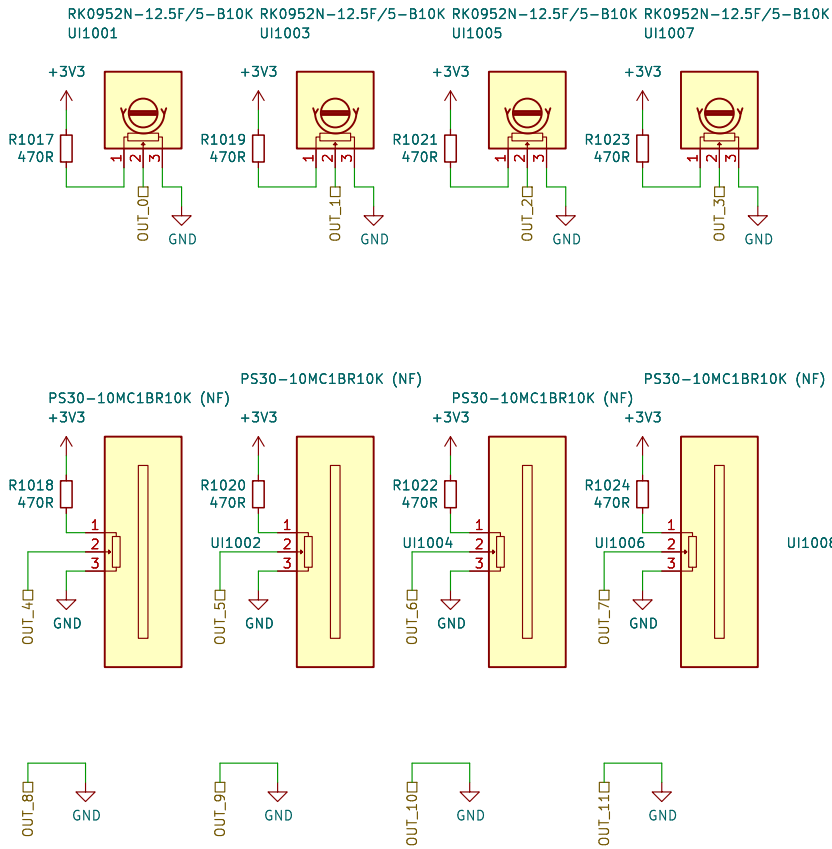 RK0952N-12.5F/5-B10K
UI1001
RK0952N-12.5F/5-B10K
UI1003
RK0952N-12.5F/5-B10K
UI1005
RK0952N-12.5F/5-B10K
UI1007
+3V3
+3V3
+3V3
+3V3
R1017
470R
1
2
3
R1019
470R
1
2
3
R1021
470R
1
2
3
R1023
470R
1
2
3
OUT_0
GND
OUT_1
GND
OUT_2
GND
OUT_3
GND
PS30-10MC1BR10K (NF)
PS30-10MC1BR10K (NF)
PS30-10MC1BR10K (NF)
PS30-10MC1BR10K (NF)
+3V3
+3V3
+3V3
+3V3
R1018
470R
R1020
470R
R1022
470R
R1024
470R
1
2
3
UI1002
1
2
3
UI1004
1
2
3
UI1006
1
2
3
UI1008
OUT_4
GND
OUT_5
GND
OUT_6
GND
OUT_7
GND
OUT_8
GND
OUT_9
GND
OUT_10
GND
OUT_11
GND